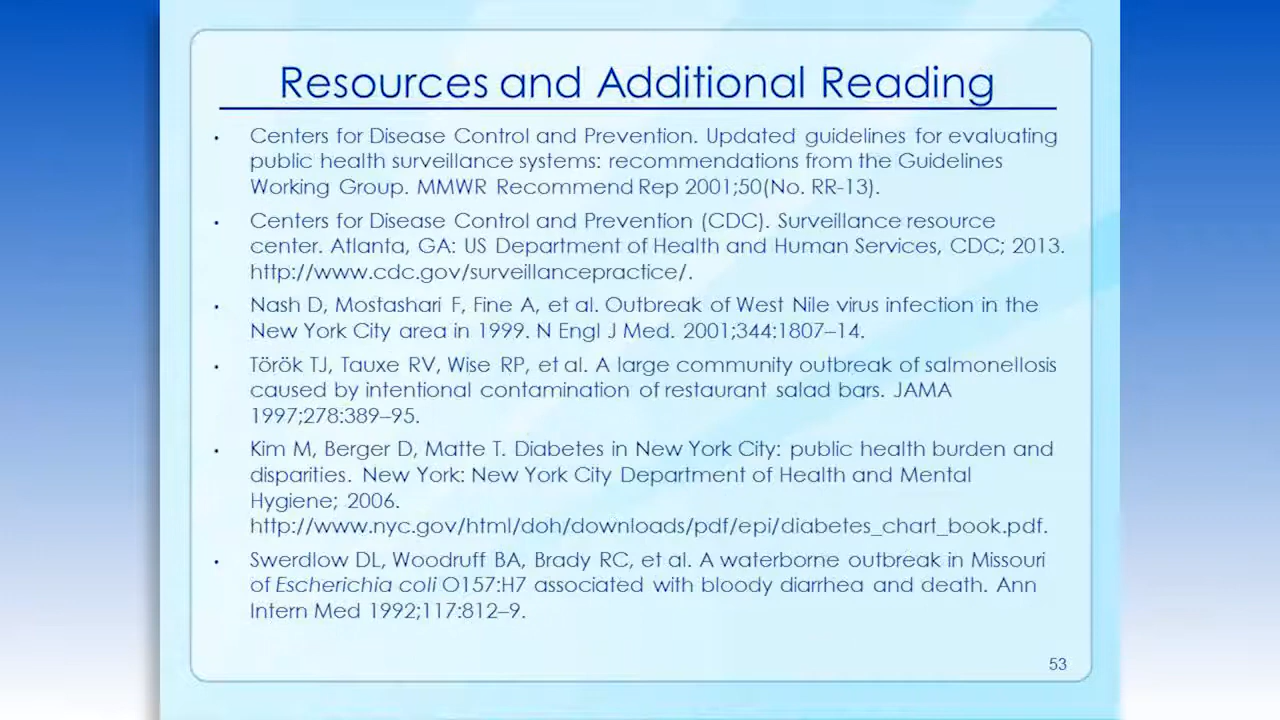 Resources and Additional Reading
• Centers for Disease Control and Prevention. Updated guidelines for evaluating
public health surveillance systems: recommendations from the Guidelines
Working Group. MMWR Recommend Rep 2001;50(No. RR-13).
• Centers for Disease Control and Prevention (CDC). Surveillance resource
center. Atlanta, GA: US Department of Health and Human Services, CDC; 2013.
http://www.cdc.gov/surveillancepractice/.
• Nash D, Mostashari F, Fine A, et al. Outbreak of West Nile virus infection in the
New York City area in 1999. N Engl J Med. 2001;344:1807–14.
• Török TJ, Tauxe RV, Wise RP, et al. A large community outbreak of salmonellosis
caused by intentional contamination of restaurant salad bars. JAMA
1997;278:389–95.
• Kim M, Berger D, Matte T. Diabetes in New York City: public health burden and
disparities. New York: New York City Department of Health and Mental
Hygiene; 2006.
http://www.nyc.gov/html/doh/downloads/pdf/epi/diabetes_chart_book.pdf.
• Swerdlow DL, Woodruff BA, Brady RC, et al. A waterborne outbreak in Missouri
of Escherichia coli O157:H7 associated with bloody diarrhea and death. Ann
Intern Med 1992;117:812–9.
53